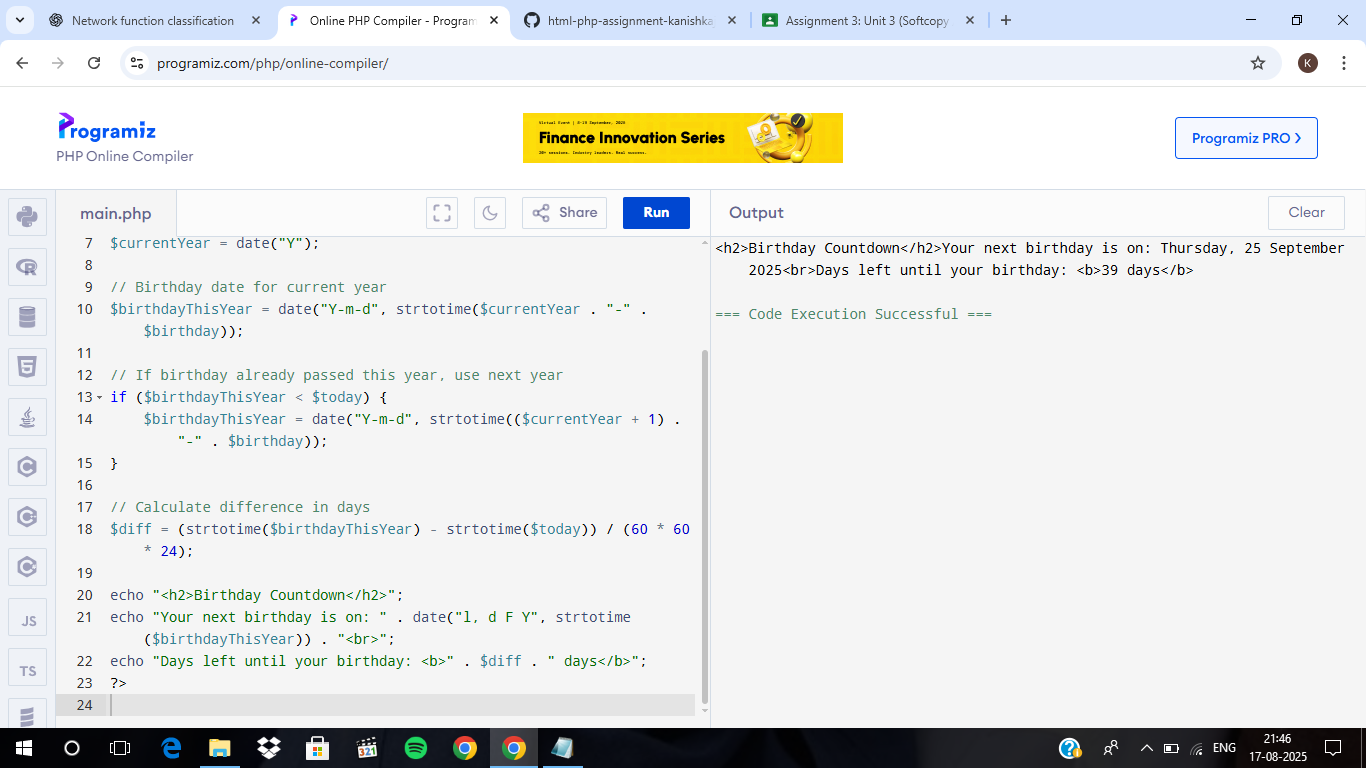 Network function classification
Online PHP Compiler - Program
html-php-assignment-kanishka
Assignment 3: Unit 3 (Softcopy
programiz.com/php/online-compiler/
K
Programiz
PHP Online Compiler
Virtual Event | 8-19 September, 2025
Finance Innovation Series
30+ sessions. Industry leaders. Real success.
Programiz PRO
main.php
Share
Run
Output
Clear
7 $currentYear = date("Y");
8
9 // Birthday date for current year
10 $birthdayThisYear = date("Y-m-d", strtotime($currentYear . "-" .
$birthday));
11
12 // If birthday already passed this year, use next year
13 if ($birthdayThisYear < $today) {
14 $birthdayThisYear = date("Y-m-d", strtotime(($currentYear + 1) .
"-" . $birthday));
15 }
16
17 // Calculate difference in days
18 $diff = (strtotime($birthdayThisYear) - strtotime($today)) / (60 * 60
* 24);
19
20 echo "<h2>Birthday Countdown</h2>";
21 echo "Your next birthday is on: " . date("l, d F Y", strtotime
($birthdayThisYear)) . "<br>";
22 echo "Days left until your birthday: <b>" . $diff . " days</b>";
23 ?>
24
<h2>Birthday Countdown</h2>Your next birthday is on: Thursday, 25 September
2025<br>Days left until your birthday: <b>39 days</b>
=== Code Execution Successful ===
JS
TS
321
ENG
21:46
17-08-2025